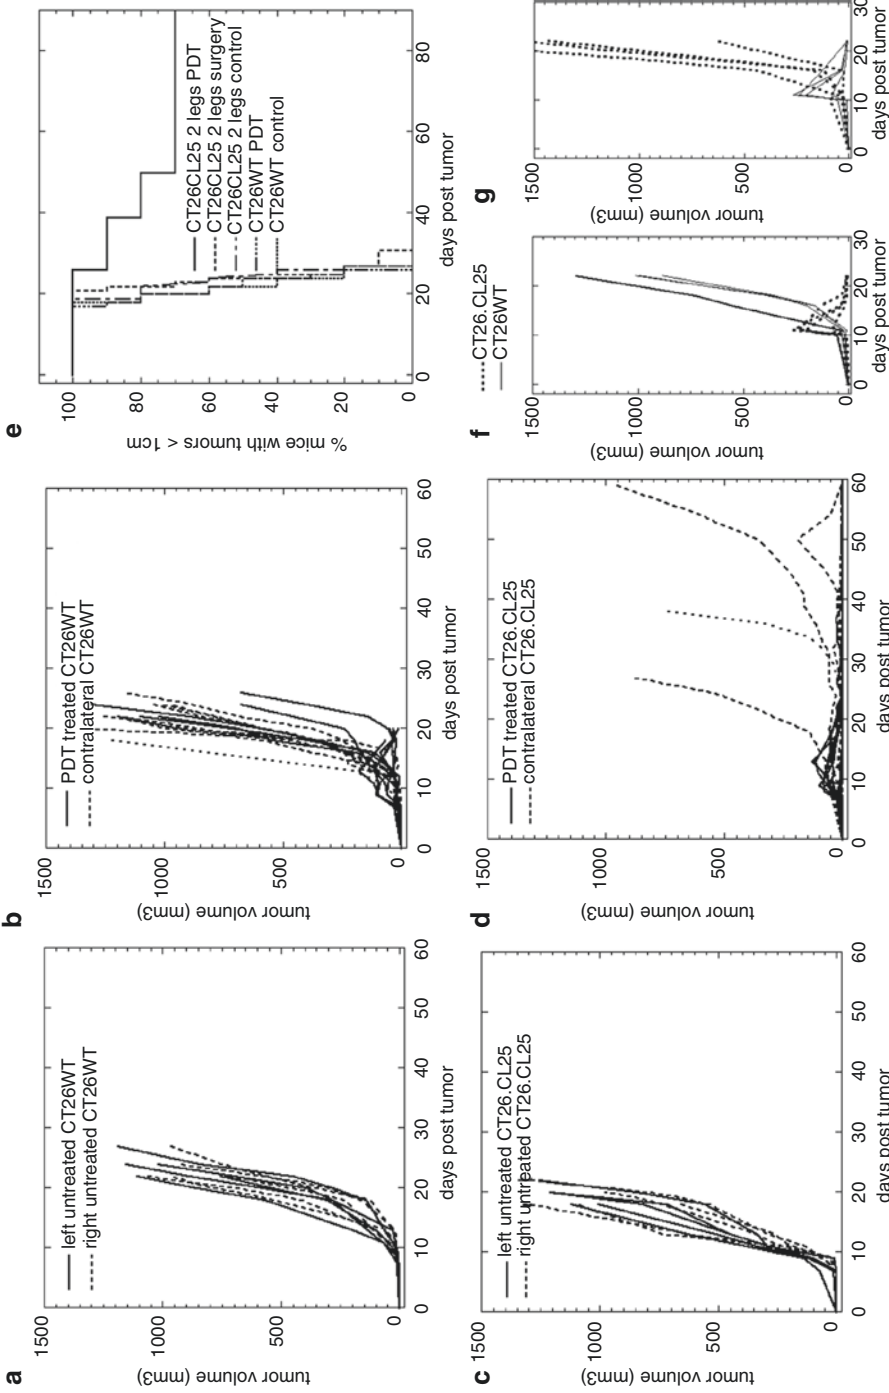 a
1500
1000
500
0
tumor volume (mm3)
left untreated CT26WT
right untreated CT26WT
0
10
20
30
40
50
60
days post tumor
b
1500
1000
500
0
tumor volume (mm3)
PDT treated CT26WT
contralateral CT26WT
0
10
20
30
40
50
60
days post tumor
c
1500
1000
500
0
tumor volume (mm3)
left untreated CT26.CL25
right untreated CT26.CL25
0
10
20
30
40
50
60
days post tumor
d
1500
1000
500
0
tumor volume (mm3)
PDT treated CT26.CL25
contralateral CT26.CL25
0
10
20
30
40
50
60
days post tumor
e
100
80
60
40
20
0
% mice with tumors < 1cm
CT26CL25 2 legs PDT
CT26CL25 2 legs surgery
CT26CL25 2 legs control
CT26WT PDT
CT26WT control
0
20
40
60
80
days post tumor
f
CT26.CL25
CT26WT
1500
1000
500
0
tumor volume (mm3)
0
10
20
30
days post tumor
g
1500
1000
500
0
tumor volume (mm3)
0
10
20
30
days post tumor